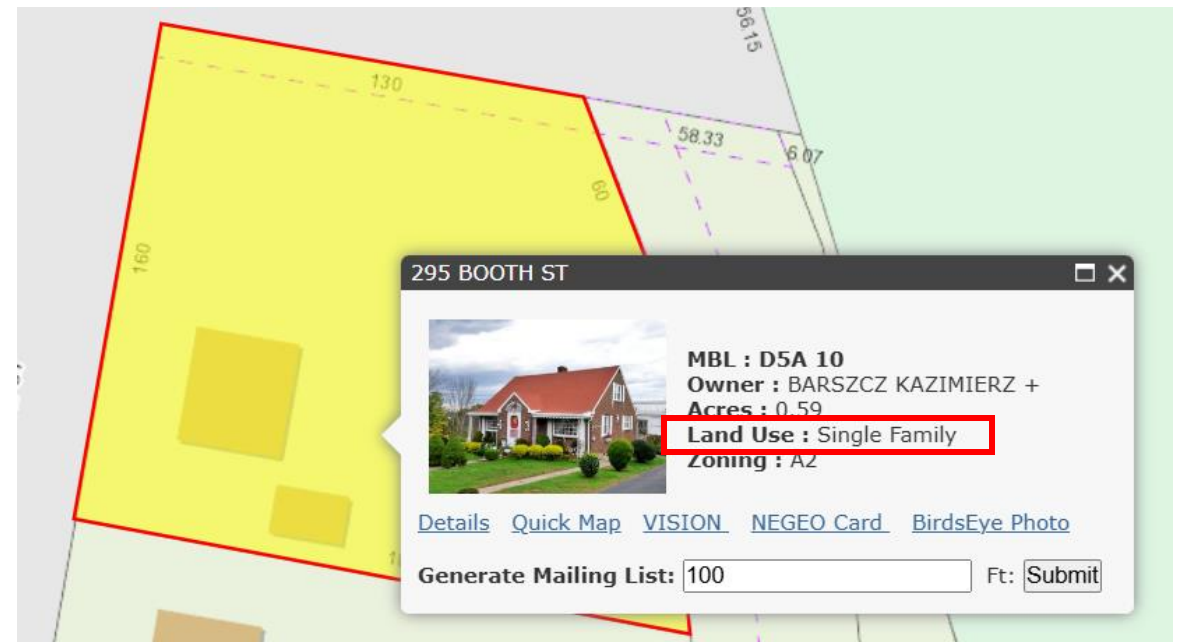 56.15
130
58.33
6.07
60
160
295 BOOTH ST
MBL : D5A 10
Owner : BARSZCZ KAZIMIERZ +
Acres : 0.59
Land Use : Single Family
Zoning : A2
Details Quick Map VISION NEGEO Card BirdsEye Photo
Generate Mailing List: 100 Ft: Submit